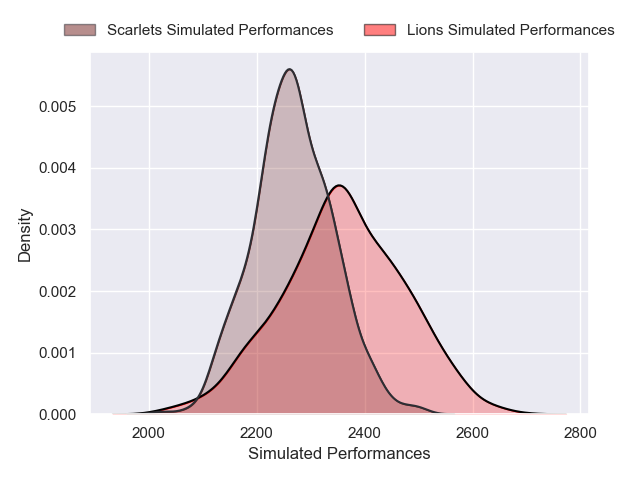 Scarlets Simulated Performances Lions Simulated Performances
0.005
0.004
0.003
0.002
0.001
0.000
Density
2000 2200 2400 2600 2800
Simulated Performances